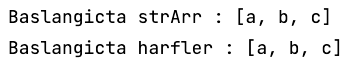 Baslangicta strArr : [a, b, c]
Baslangicta harfler : [a, b, c]